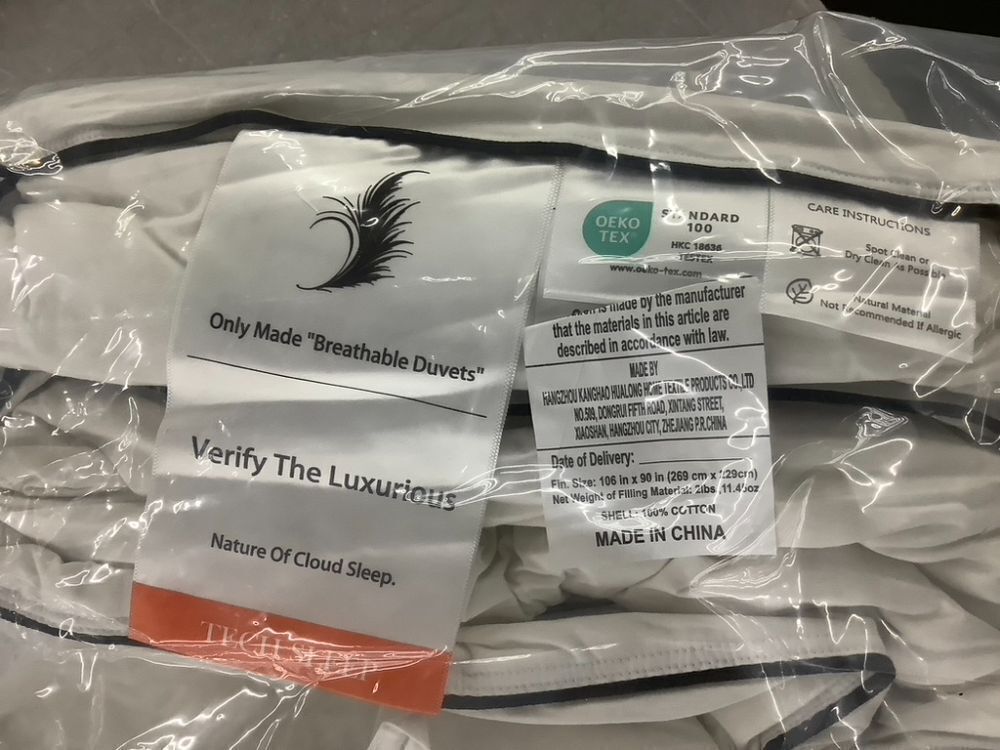 Only Made "Breathable Duvets"
Verify The Luxurious
Nature Of Cloud Sleep.
TECH SLEEP
OEKO
TEX®
STANDARD
100
HKC 18636
TESTEX
www.oeko-tex.com
CARE INSTRUCTIONS
Spot Clean or
Dry Clean As Possible
Natural Material
Not Recommended If Allergic
is made by the manufacturer
that the materials in this article are
described in accordance with law.
MADE BY
HANGZHOU KANGHAO HUALONG HOME TEXTILE PRODUCTS CO.,LTD
NO.599, DONGRUI FIFTH ROAD, XINTANG STREET,
XIAOSHAN, HANGZHOU CITY, ZHEJIANG P.R.CHINA
Date of Delivery:
Fin. Size: 106 in x 90 in (269 cm x 229cm)
Net Weight of Filling Material: 2lbs ,11.45oz
SHELL: 100% COTTON
MADE IN CHINA